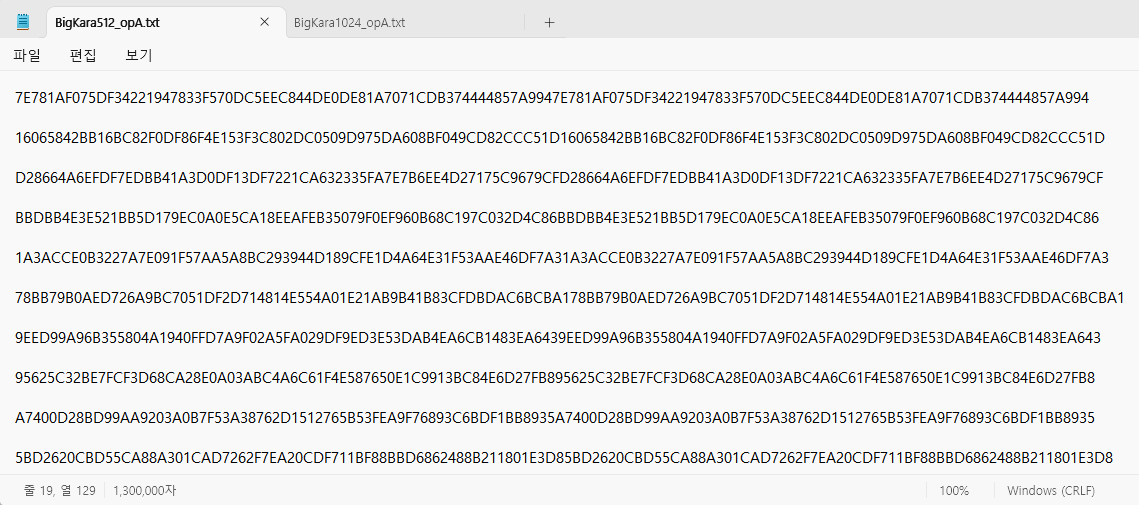 BigKara512_opA.txt
BigKara1024_opA.txt
파일 편집 보기
7E781AF075DF34221947833F570DC5EEC844DE0DE81A7071CDB374444857A9947E781AF075DF34221947833F570DC5EEC844DE0DE81A7071CDB374444857A994
16065842BB16BC82F0DF86F4E153F3C802DC0509D975DA608BF049CD82CCC51D16065842BB16BC82F0DF86F4E153F3C802DC0509D975DA608BF049CD82CCC51D
D28664A6EFDF7EDBB41A3D0DF13DF7221CA632335FA7E7B6EE4D27175C9679CFD28664A6EFDF7EDBB41A3D0DF13DF7221CA632335FA7E7B6EE4D27175C9679CF
BBDBB4E3E521BB5D179EC0A0E5CA18EEAFEB35079F0EF960B68C197C032D4C86BBDBB4E3E521BB5D179EC0A0E5CA18EEAFEB35079F0EF960B68C197C032D4C86
1A3ACCE0B3227A7E091F57AA5A8BC293944D189CFE1D4A64E31F53AAE46DF7A31A3ACCE0B3227A7E091F57AA5A8BC293944D189CFE1D4A64E31F53AAE46DF7A3
78BB79B0AED726A9BC7051DF2D714814E554A01E21AB9B41B83CFDBDAC6BCBA178BB79B0AED726A9BC7051DF2D714814E554A01E21AB9B41B83CFDBDAC6BCBA1
9EED99A96B355804A1940FFD7A9F02A5FA029DF9ED3E53DAB4EA6CB1483EA6439EED99A96B355804A1940FFD7A9F02A5FA029DF9ED3E53DAB4EA6CB1483EA643
95625C32BE7FCF3D68CA28E0A03ABC4A6C61F4E587650E1C9913BC84E6D27FB895625C32BE7FCF3D68CA28E0A03ABC4A6C61F4E587650E1C9913BC84E6D27FB8
A7400D28BD99AA9203A0B7F53A38762D1512765B53FEA9F76893C6BDF1BB8935A7400D28BD99AA9203A0B7F53A38762D1512765B53FEA9F76893C6BDF1BB8935
5BD2620CBD55CA88A301CAD7262F7EA20CDF711BF88BBD6862488B211801E3D85BD2620CBD55CA88A301CAD7262F7EA20CDF711BF88BBD6862488B211801E3D8
줄 19, 열 129 1,300,000자 100% Windows (CRLF)